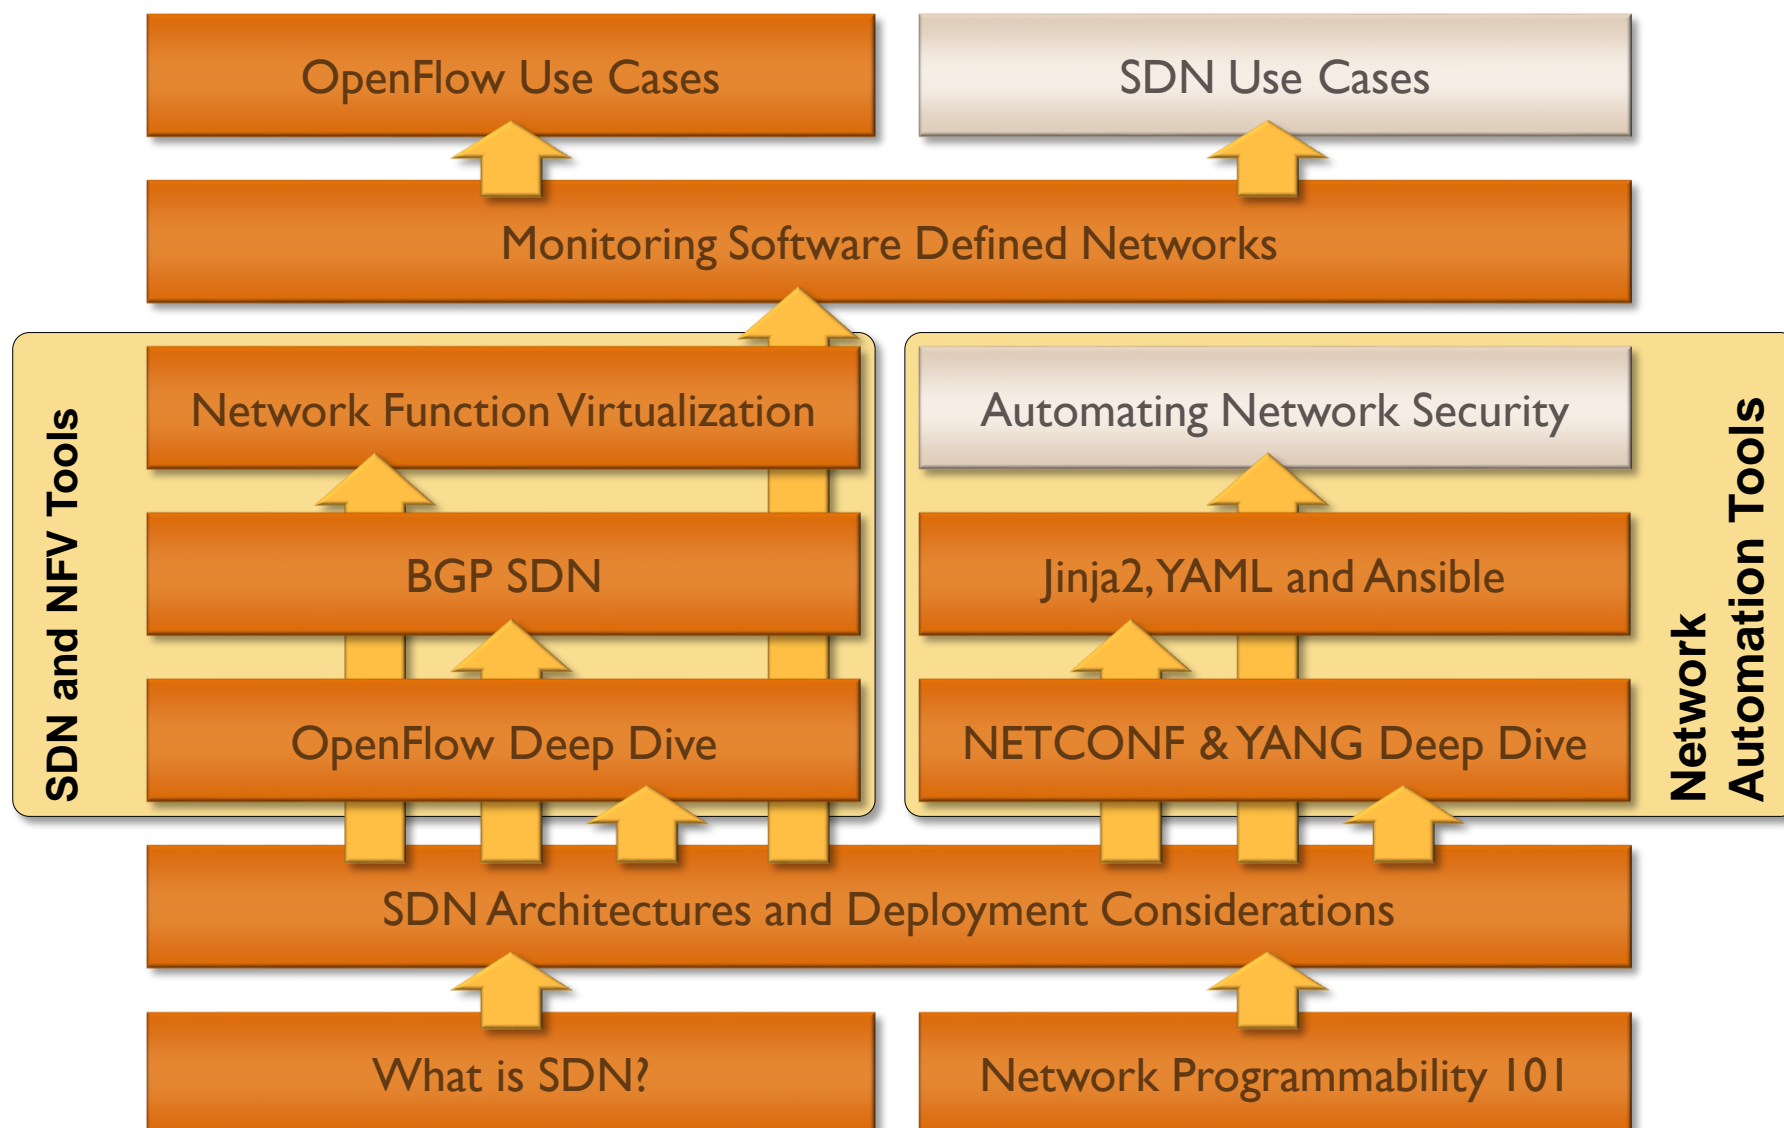 OpenFlow Use Cases
SDN Use Cases
Monitoring Software Defined Networks
SDN and NFV Tools
Network Function Virtualization
BGP SDN
OpenFlow Deep Dive
Automating Network Security
Jinja2, YAML and Ansible
NETCONF & YANG Deep Dive
Network
Automation Tools
SDN Architectures and Deployment Considerations
What is SDN?
Network Programmability 101